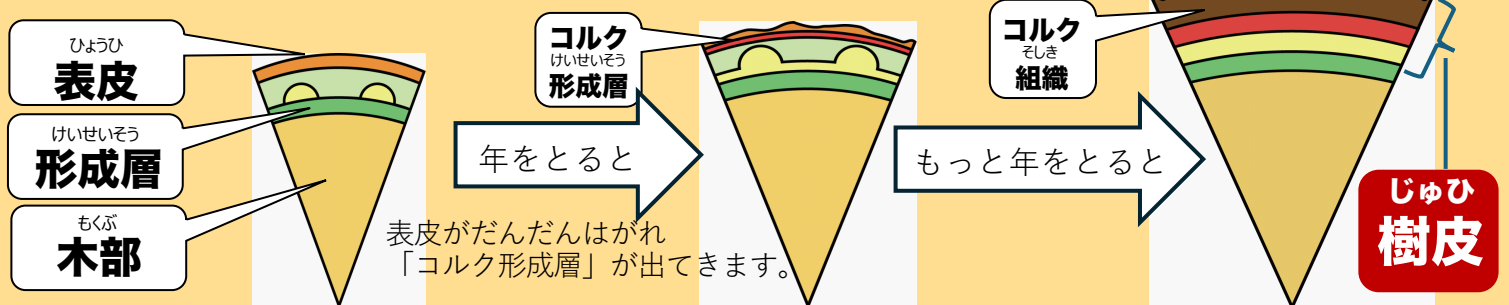 ひょうひ
表皮
けいせいそう
形成層
もくぶ
木部
年をとると
表皮がだんだんはがれ
「コルク形成層」が出てきます。
コルク
けいせいそう
形成層
もっと年をとると
コルク
そしき
組織
じゅひ
樹皮